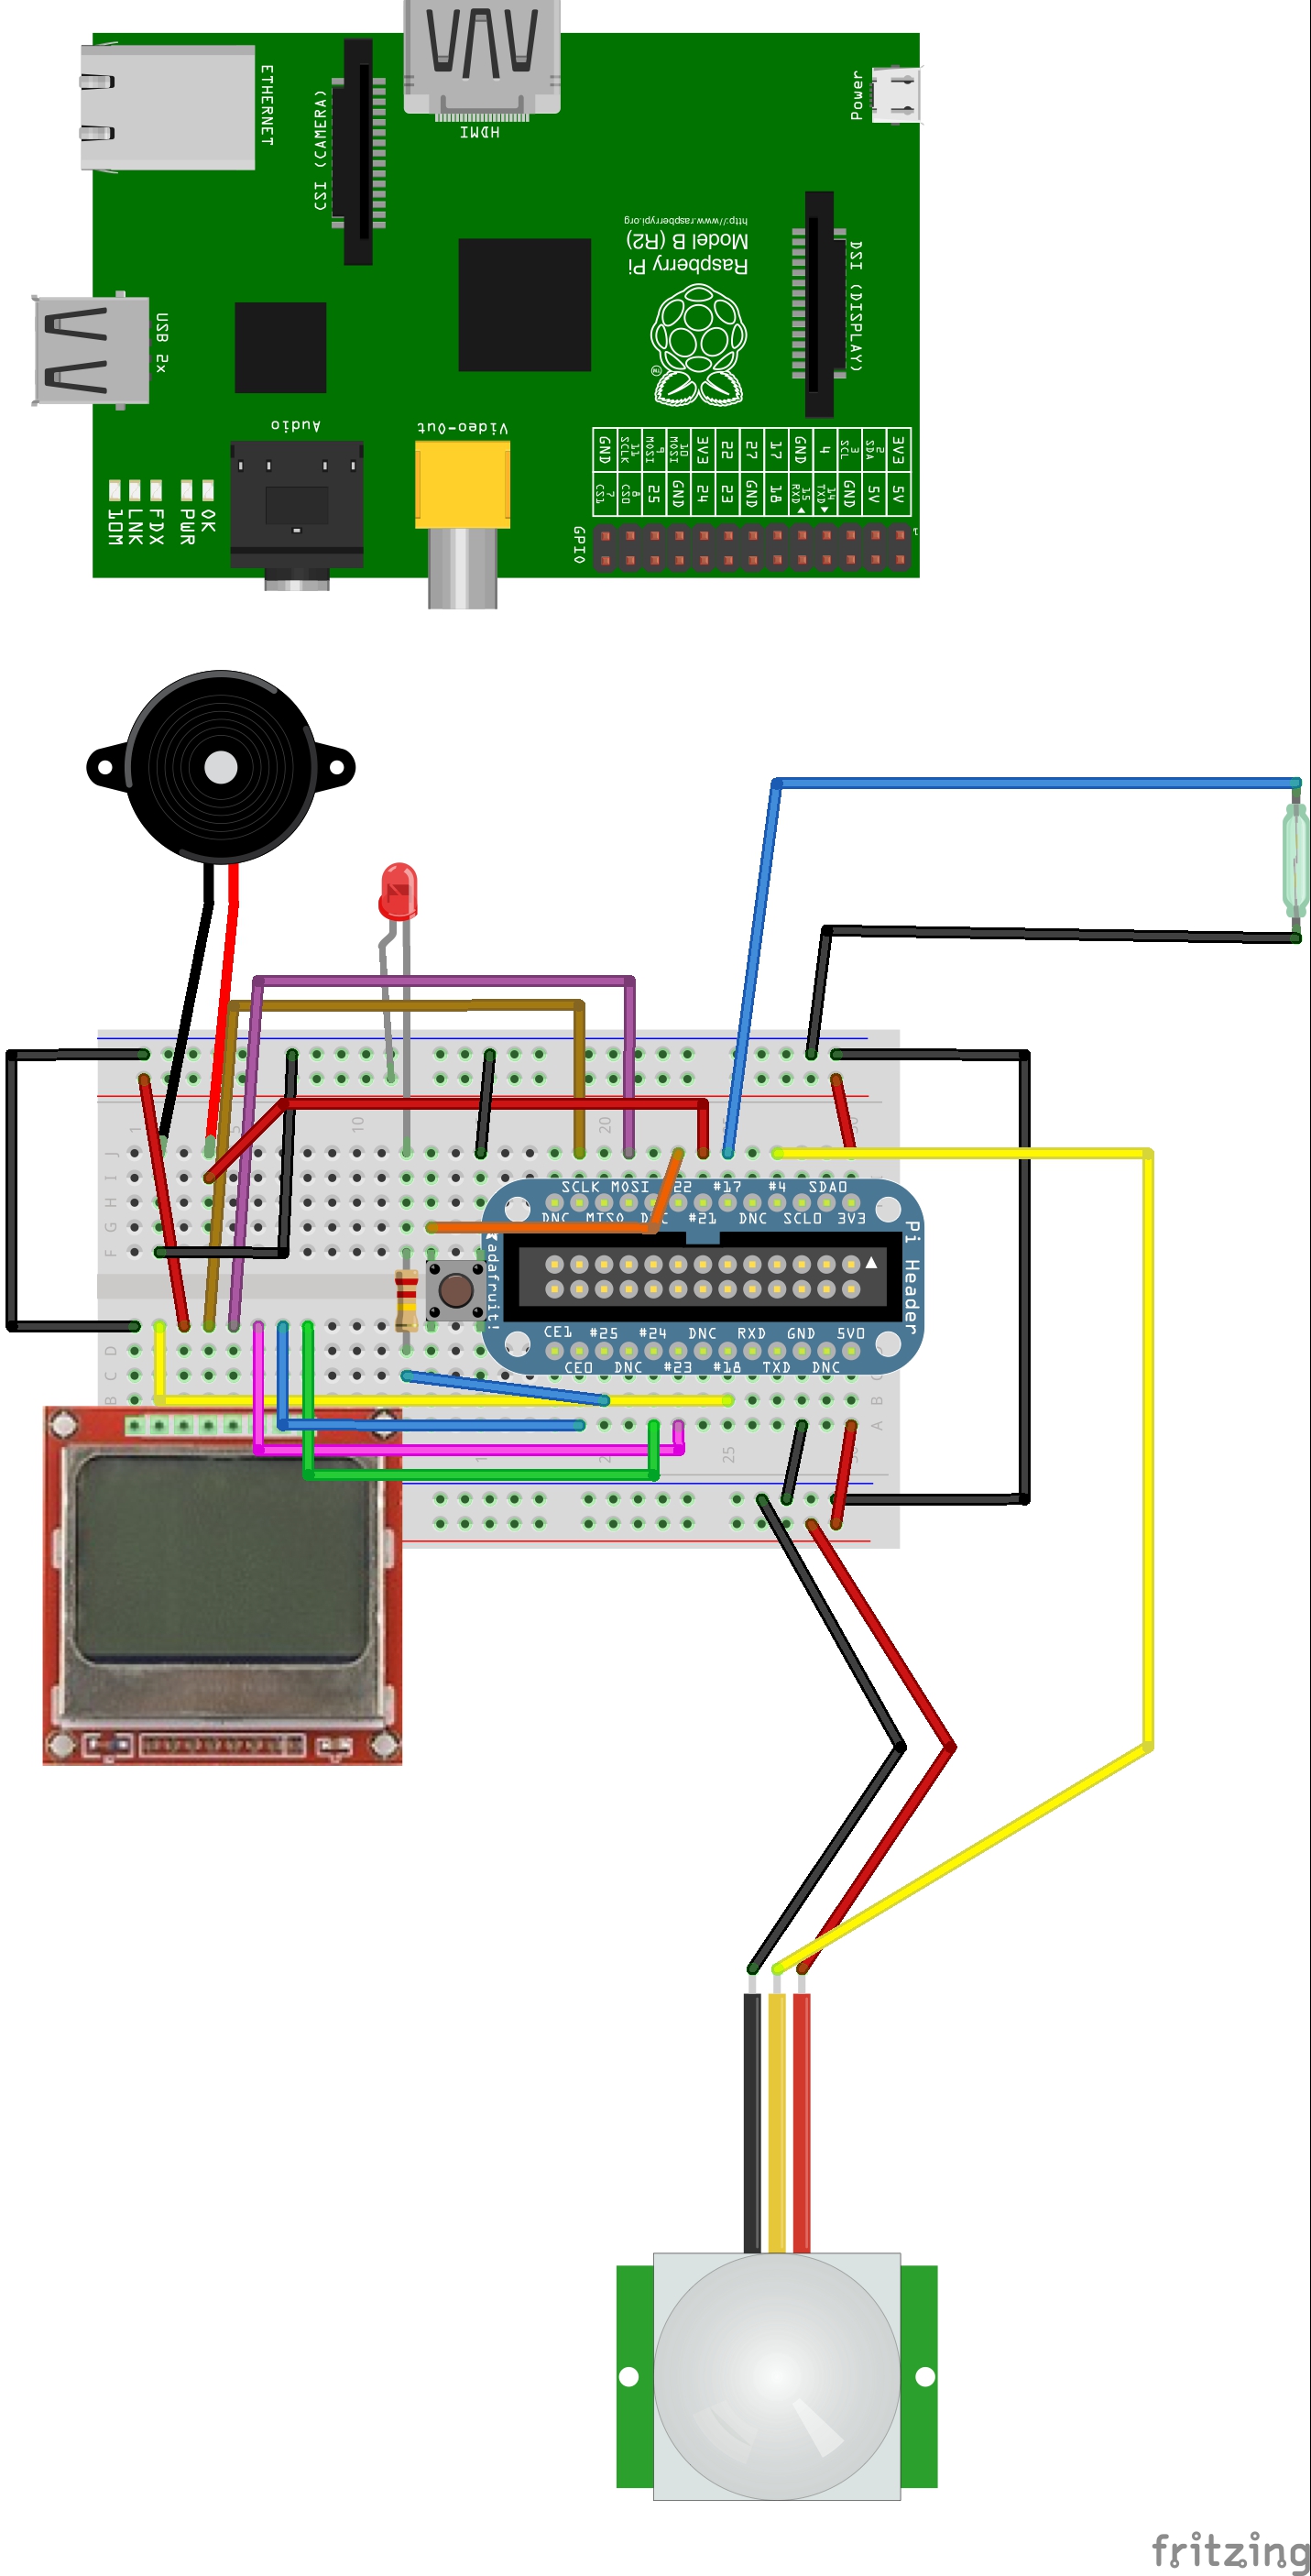 ETHERNET
CSI (CAMERA)
HDMI
Power
http://www.raspberrypi.org
Model B (R2)
Raspberry Pi
TM
DSI (DISPLAY)
USB 2x
Audio
Video-Out
10M
LNK
FDX
PWR
OK
GND
11 SCLK
9 MOSI
10 MOSI
3V3
22
27
17
GND
4
3 SCL
2 SDA
3V3
7 CS1
8 CS0
25
GND
24
23
GND
18
15 RXD
14 TXD
GND
5V
5V
GPIO
1
1
5
10
20
30
J
I
H
G
F
SCLK MOSI 22 #17 #4 SDA0
DNC MISO #21 DNC SCL0 3V3
adafruit!
Pi Header
CE1 #25 #24 DNC RXD GND 5V0
CE0 DNC #23 #18 TXD DNC
D
C
B
B
A
25
fritzing